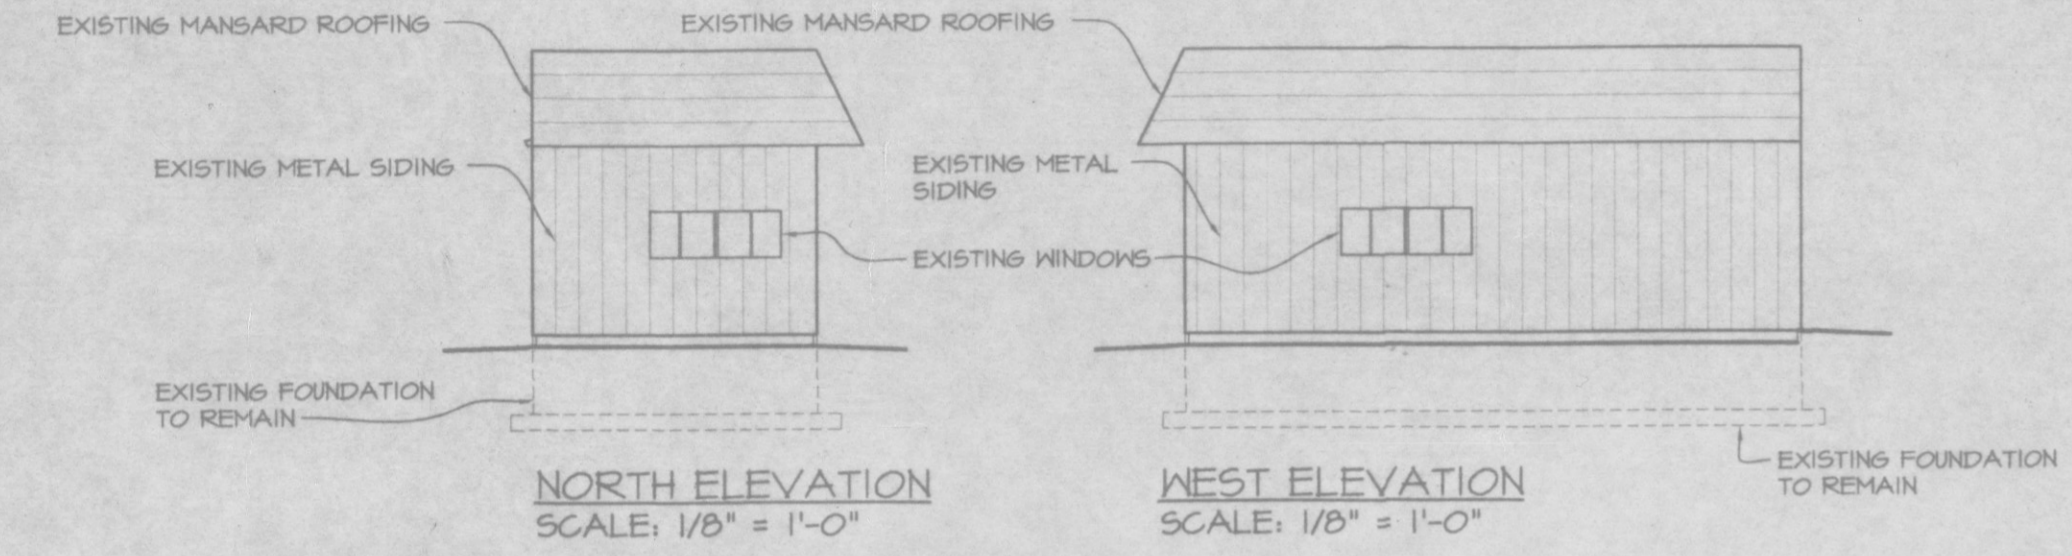 EXISTING MANSARD ROOFING
EXISTING METAL SIDING
EXISTING FOUNDATION
TO REMAIN
NORTH ELEVATION
SCALE: 1/8" = 1'-0"
EXISTING MANSARD ROOFING
EXISTING METAL
SIDING
EXISTING WINDOWS
WEST ELEVATION
SCALE: 1/8" = 1'-0"
EXISTING FOUNDATION
TO REMAIN